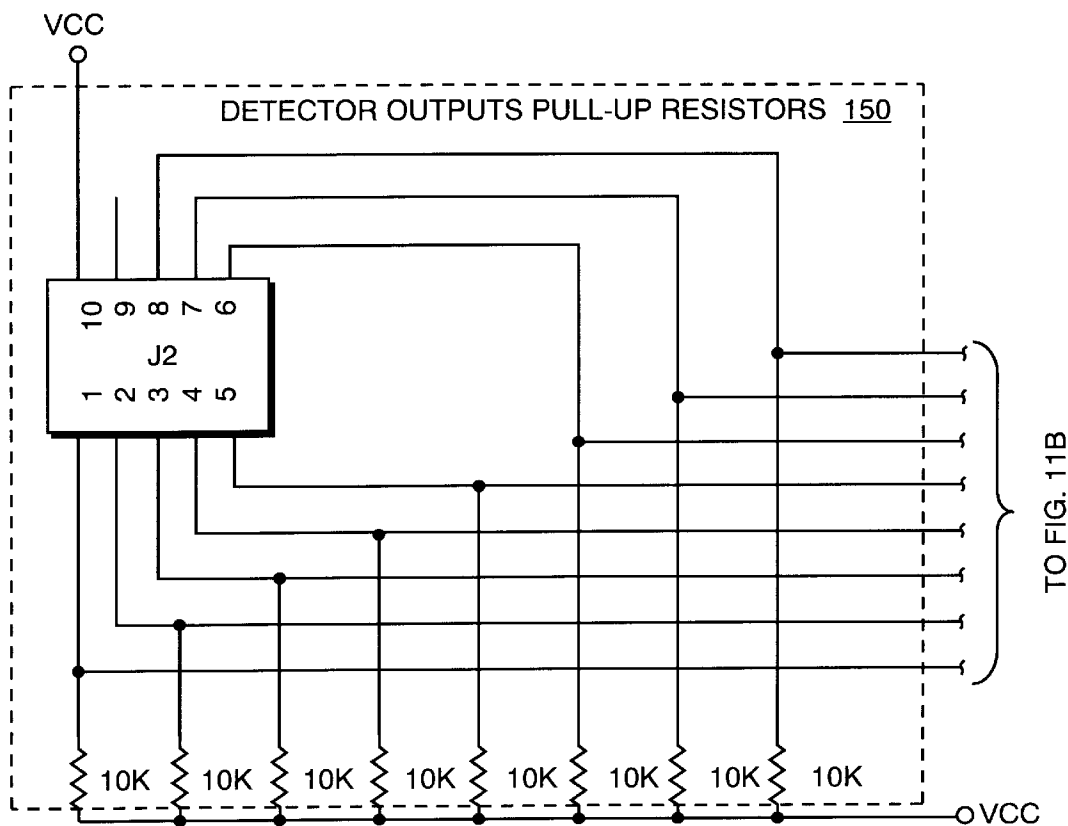 VCC
DETECTOR OUTPUTS PULL-UP RESISTORS 150
10 9 8 7 6
J2
1 2 3 4 5
TO FIG. 11B
10K 10K 10K 10K 10K 10K 10K 10K
VCC